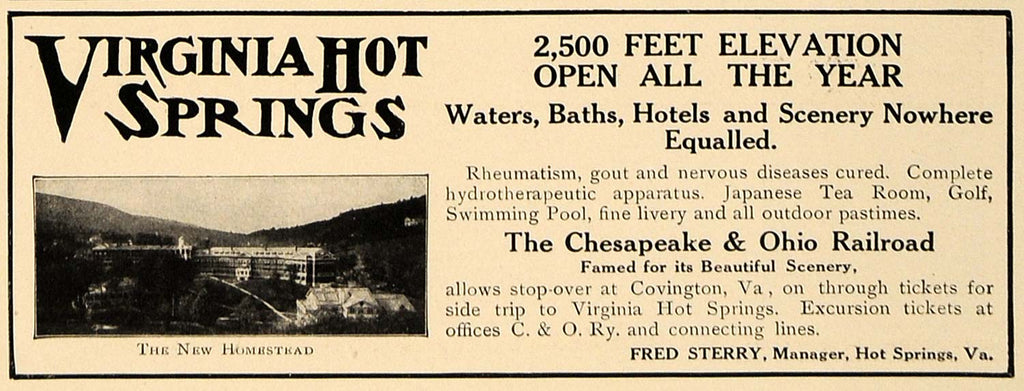 VIRGINIA HOT
SPRINGS
THE NEW HOMESTEAD
2,500 FEET ELEVATION
OPEN ALL THE YEAR
Waters, Baths, Hotels and Scenery Nowhere
Equalled.
Rheumatism, gout and nervous diseases cured. Complete
hydrotherapeutic apparatus. Japanese Tea Room, Golf,
Swimming Pool, fine livery and all outdoor pastimes.
The Chesapeake & Ohio Railroad
Famed for its Beautiful Scenery,
allows stop-over at Covington, Va, on through tickets for
side trip to Virginia Hot Springs. Excursion tickets at
offices C. & O. Ry. and connecting lines.
FRED STERRY, Manager, Hot Springs, Va.